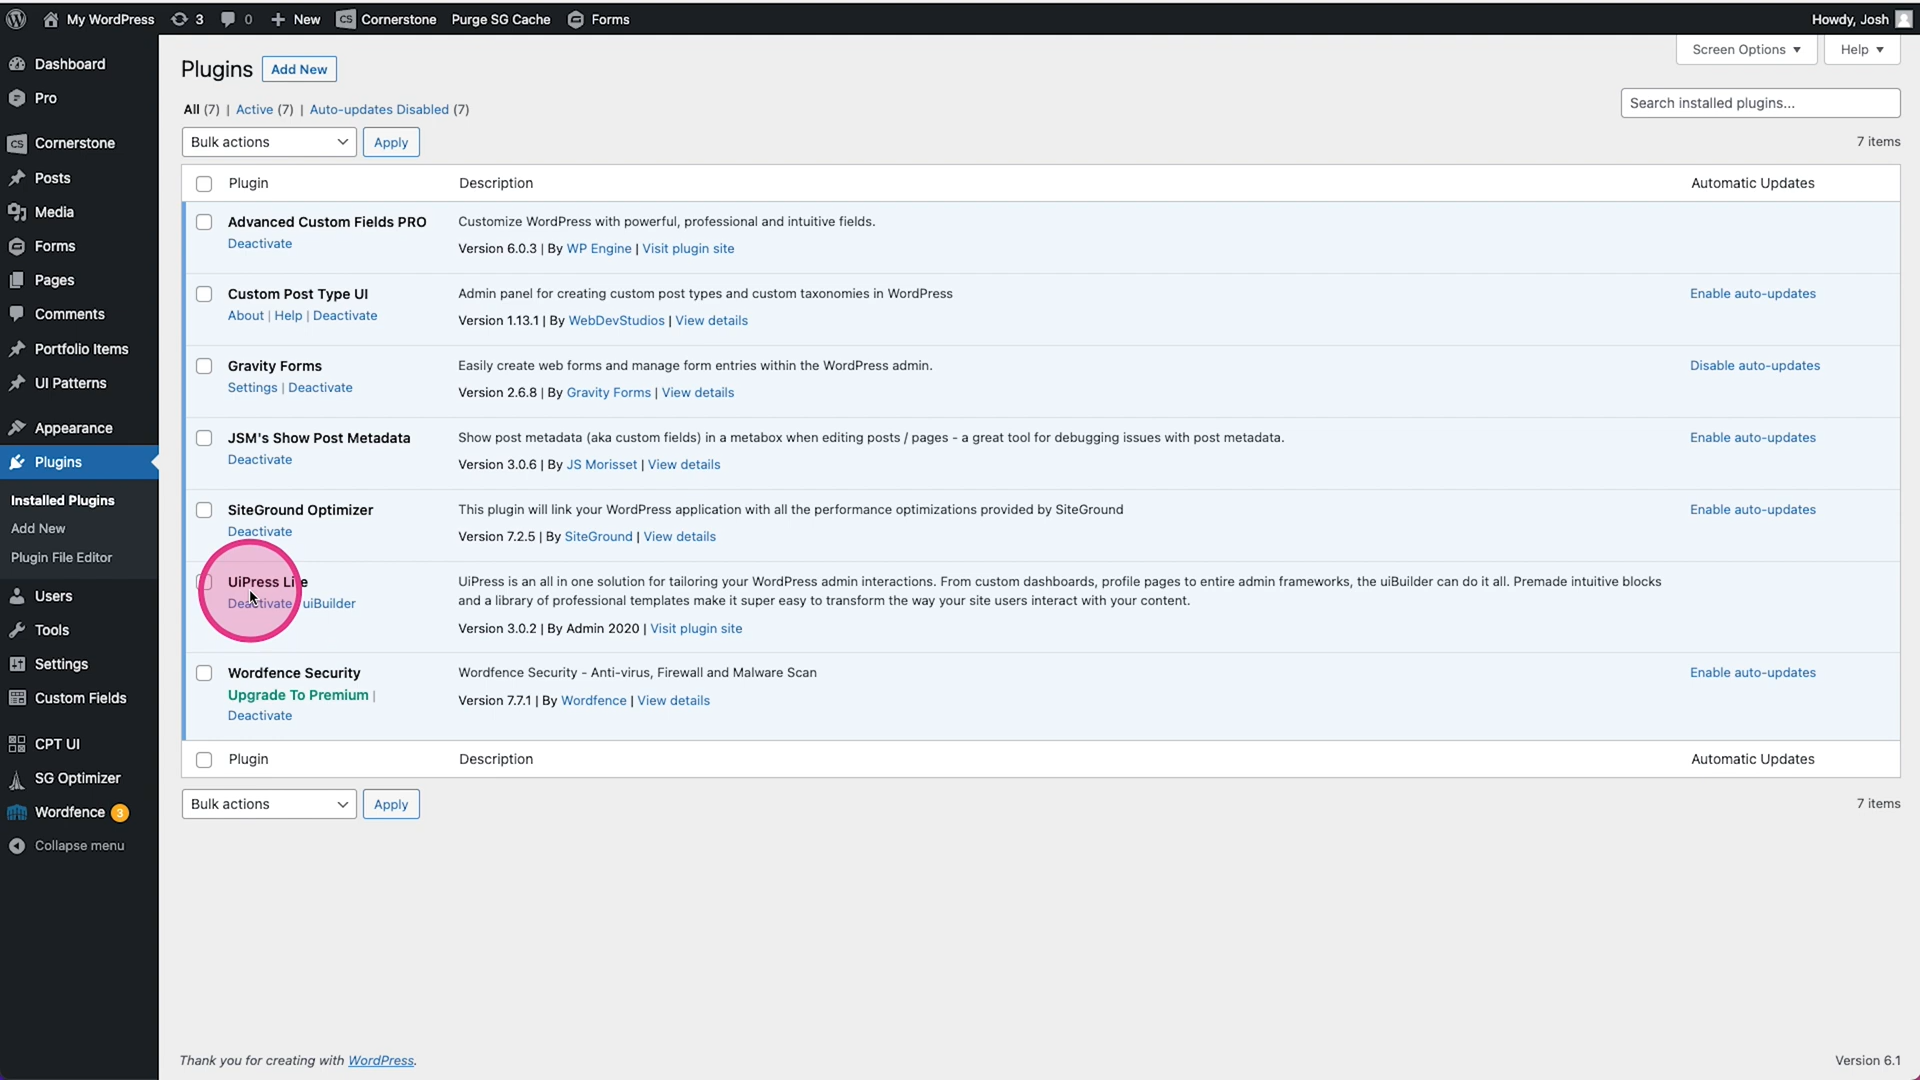 My WordPress 3 0 New CS Cornerstone Purge SG Cache Forms Howdy, Josh
Dashboard
Pro
CS Cornerstone
Posts
Media
Forms
Pages
Comments
Portfolio Items
UI Patterns
Appearance
Plugins
Installed Plugins
Add New
Plugin File Editor
Users
Tools
Settings
Custom Fields
CPT UI
SG Optimizer
Wordfence 3
Collapse menu
Screen Options Help
Plugins Add New
All (7) | Active (7) | Auto-updates Disabled (7)
Search installed plugins...
Bulk actions Apply
7 items
Plugin Description Automatic Updates
Advanced Custom Fields PRO
Deactivate
Customize WordPress with powerful, professional and intuitive fields.
Version 6.0.3 | By WP Engine | Visit plugin site
Custom Post Type UI
About | Help | Deactivate
Admin panel for creating custom post types and custom taxonomies in WordPress
Version 1.13.1 | By WebDevStudios | View details
Enable auto-updates
Gravity Forms
Settings | Deactivate
Easily create web forms and manage form entries within the WordPress admin.
Version 2.6.8 | By Gravity Forms | View details
Disable auto-updates
JSM's Show Post Metadata
Deactivate
Show post metadata (aka custom fields) in a metabox when editing posts / pages - a great tool for debugging issues with post metadata.
Version 3.0.6 | By JS Morisset | View details
Enable auto-updates
SiteGround Optimizer
Deactivate
This plugin will link your WordPress application with all the performance optimizations provided by SiteGround
Version 7.2.5 | By SiteGround | View details
Enable auto-updates
UiPress Lite
Deactivate uiBuilder
UiPress is an all in one solution for tailoring your WordPress admin interactions. From custom dashboards, profile pages to entire admin frameworks, the uiBuilder can do it all. Premade intuitive blocks
and a library of professional templates make it super easy to transform the way your site users interact with your content.
Version 3.0.2 | By Admin 2020 | Visit plugin site
Wordfence Security
Upgrade To Premium |
Deactivate
Wordfence Security - Anti-virus, Firewall and Malware Scan
Version 7.7.1 | By Wordfence | View details
Enable auto-updates
Plugin Description Automatic Updates
Bulk actions Apply
7 items
Thank you for creating with WordPress.
Version 6.1